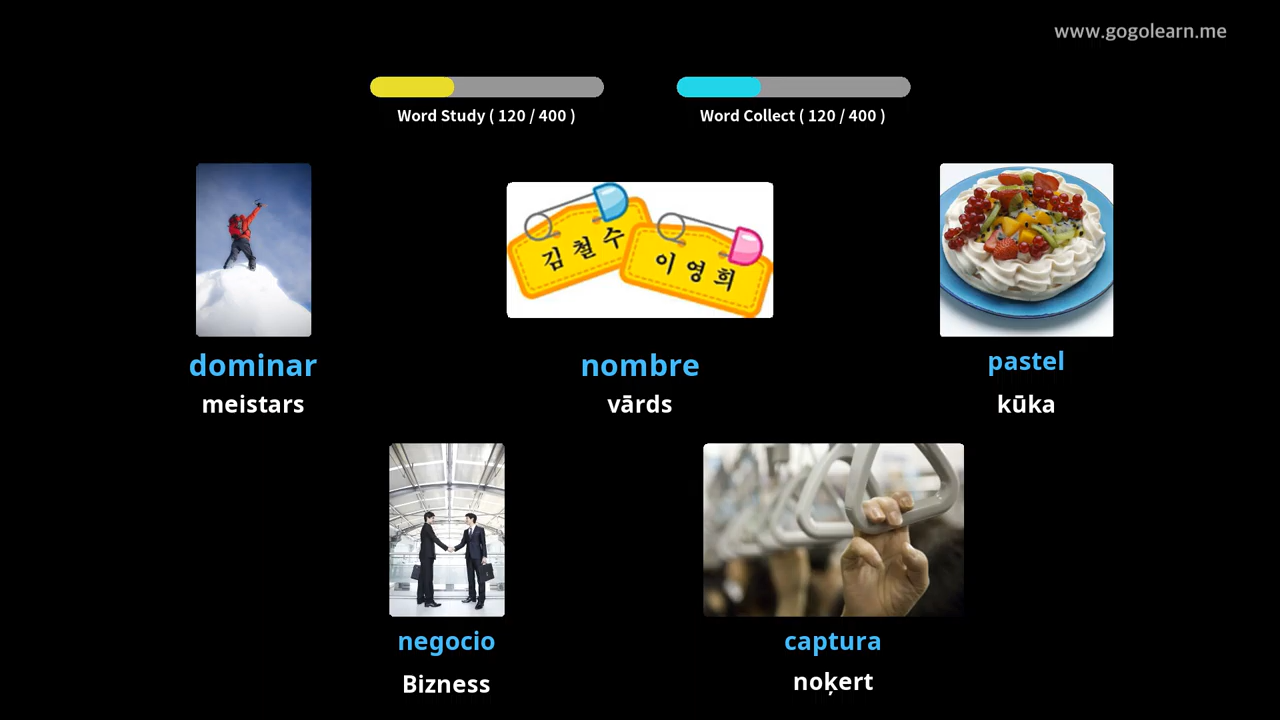 www.gogolearn.me
Word Study ( 120 / 400 )
Word Collect ( 120 / 400 )
김철수
이영희
dominar
meistars
nombre
vārds
pastel
kūka
negocio
Bizness
captura
noķert